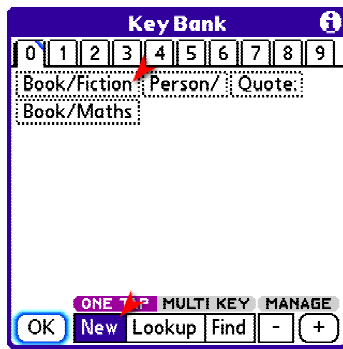 Key Bank i
0 1 2 3 4 5 6 7 8 9
Book/Fiction Person/ Quote:
Book/Maths
ONE TAP MULTI KEY MANAGE
OK New Lookup Find - +